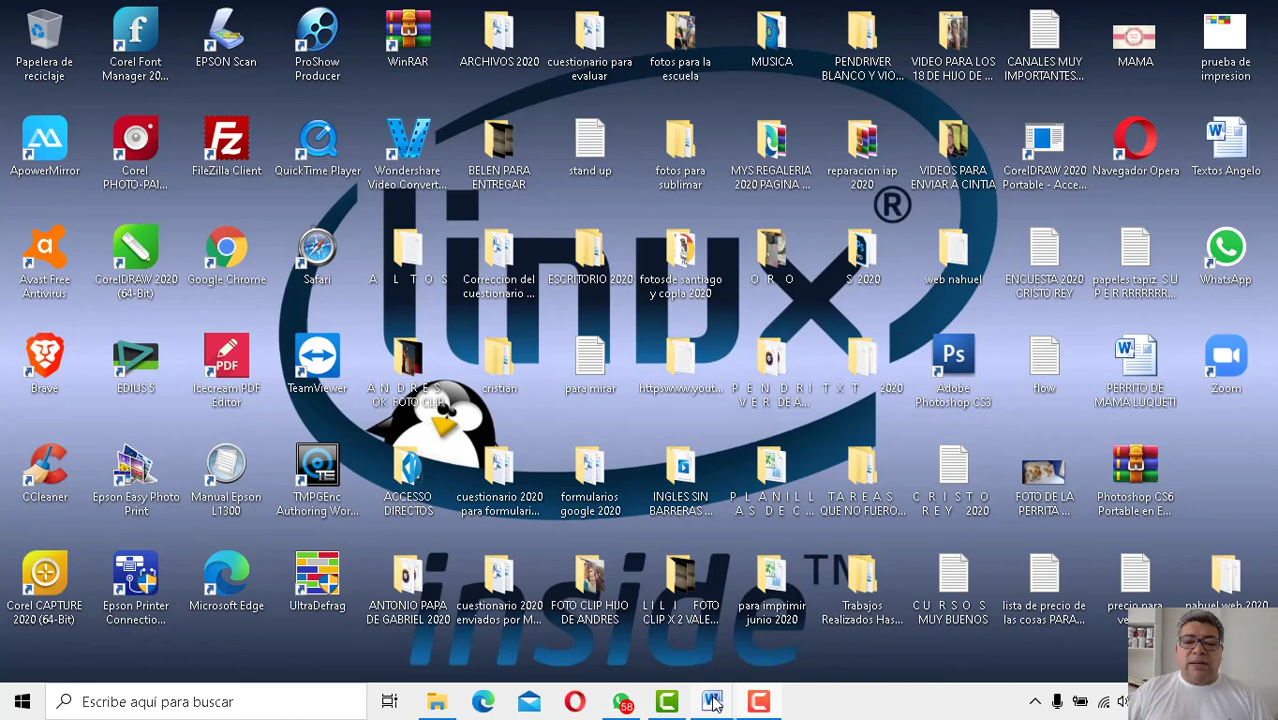 Papelera de
reciclaje
Corel Font
Manager 20...
EPSON Scan
ProShow
Producer
WinRAR
ARCHIVOS 2020
cuestionario para
evaluar
fotos para la
escuela
MUSICA
PENDRIVER
BLANCO Y VIO...
VIDEO PARA LOS
18 DE HIJO DE ...
CANALES MUY
IMPORTANTES...
MAMA
prueba de
impresion
ApowerMirror
Corel
PHOTO-PAI...
FileZilla Client
QuickTime Player
Wondershare
Video Convert...
BELEN PARA
ENTREGAR
stand up
fotos para
sublimar
MYS REGALERIA
2020 PAGINA ...
reparacion iap
2020
VIDEOS PARA
ENVIAR A CINTIA
CorelDRAW 2020
Portable - Acce...
Navegador Opera
Textos Angelo
Avast Free
Antivirus
CorelDRAW 2020
(64-Bit)
Google Chrome
Safari
A L T O S
Correccion del
cuestionario ...
ESCRITORIO 2020
fotosde santiago
y copia 2020
O R O
S 2020
web nahuel
ENCUESTA 2020
CRISTO REY
papeles tapiz S U
P E R RRRRRRR...
WhatsApp
Brave
EDIUS 5
Icecream PDF
Editor
TeamViewer
A N D R E S
OK FOTO CLIP
cristian
para mirar
httpswww.yout...
P E N D R I
V E R DE A...
T X T 2020
Adobe
Photoshop CS3
flow
PERRITO DE
MAMA LUQUETI
Zoom
CCleaner
Epson Easy Photo
Print
Manual Epson
L1300
TMPGEnc
Authoring Wor...
ACCESSO
DIRECTOS
cuestionario 2020
para formulari...
formularios
google 2020
INGLES SIN
BARRERAS ...
P L A N I L L
AS D E C ...
T A R E A S
QUE NO FUERO...
C R I S T O
R E Y 2020
FOTO DE LA
PERRITA ...
Photoshop CS6
Portable en E...
Corel CAPTURE
2020 (64-Bit)
Epson Printer
Connectio...
Microsoft Edge
UltraDefrag
ANTONIO PAPA
DE GABRIEL 2020
cuestionario 2020
enviados por M...
FOTO CLIP HIJO
DE ANDRES
L I L I FOTO
CLIP X 2 VALE...
para imprimir
junio 2020
Trabajos
Realizados Has...
C U R S O S
MUY BUENOS
lista de precio de
las cosas PARA...
precio para
nahuel web 2020
linux
®
inside
TM
Escribe aquí para buscar
58